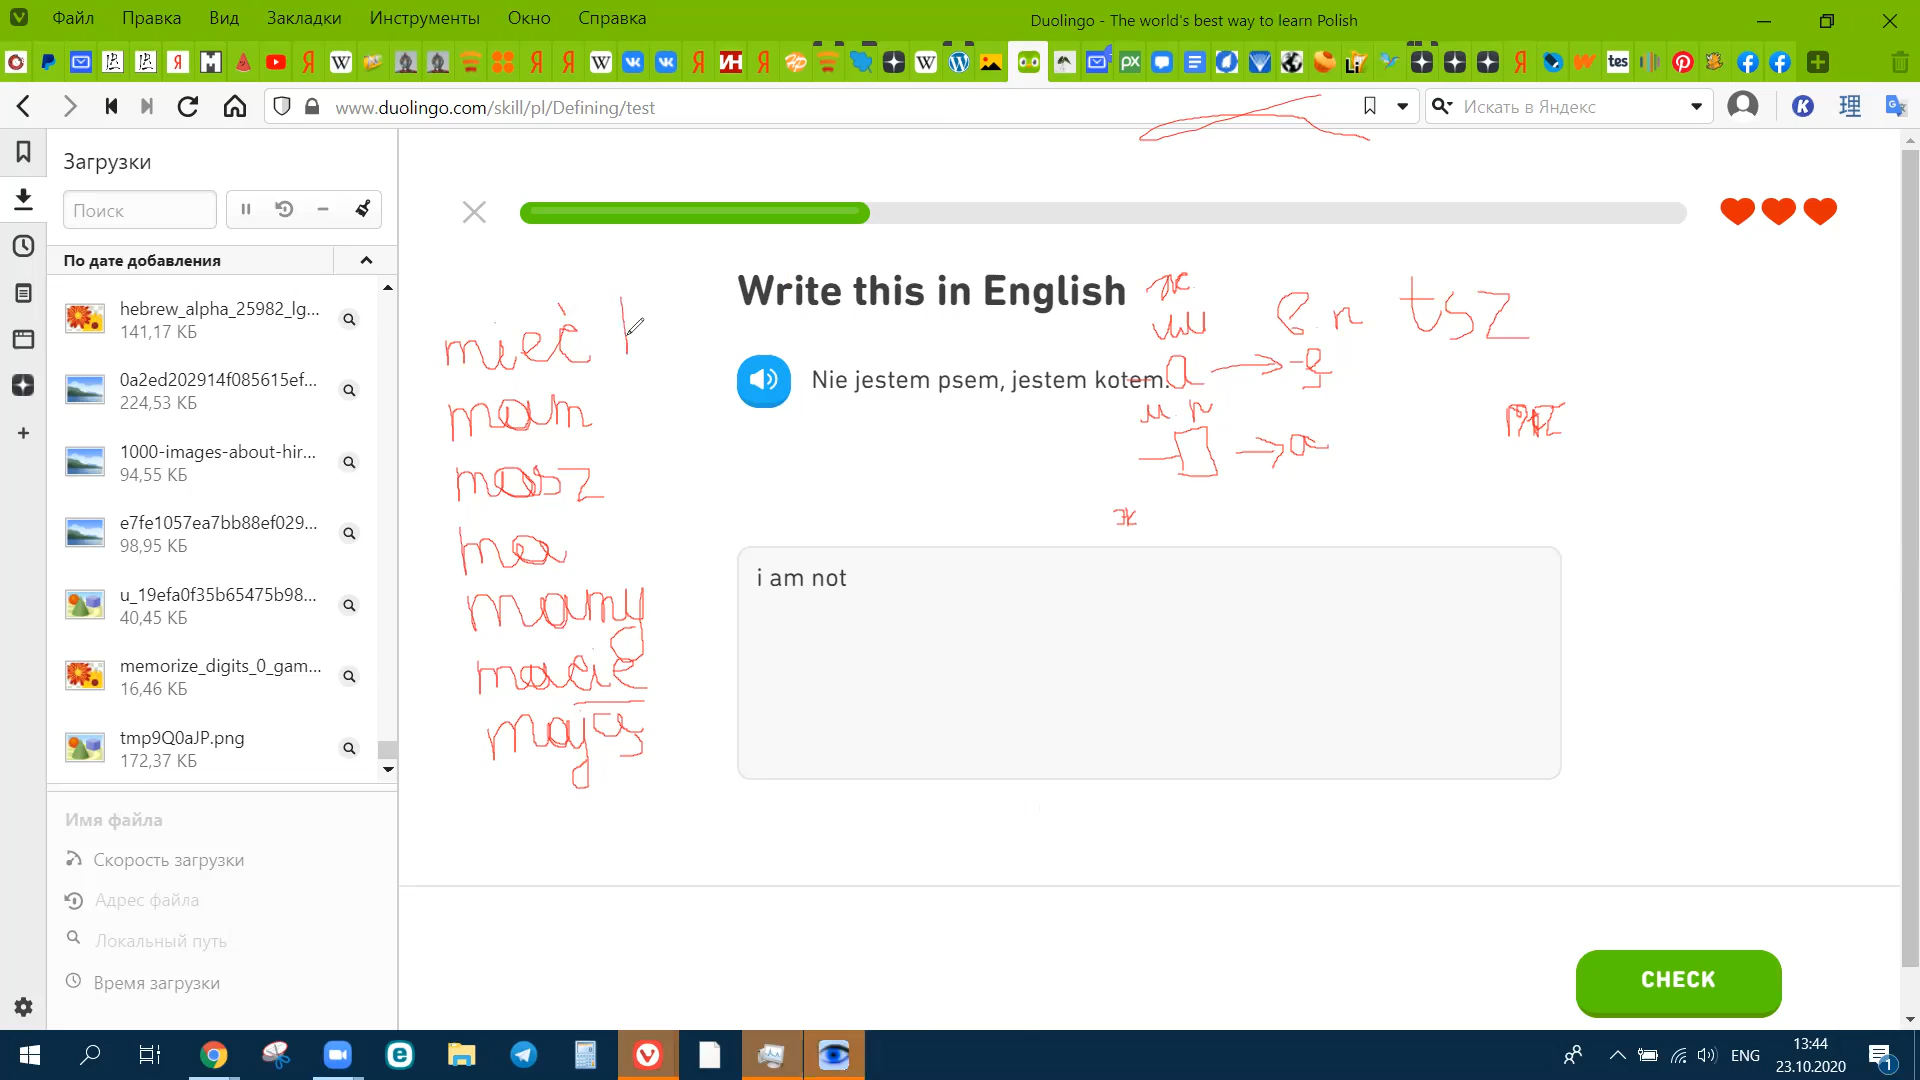 Файл Правка Вид Закладки Инструменты Окно Справка
Duolingo - The world's best way to learn Polish
www.duolingo.com/skill/pl/Defining/test
Искать в Яндекс
Загрузки
Поиск
По дате добавления
hebrew_alpha_25982_lg...
141,17 КБ
0a2ed202914f085615ef...
224,53 КБ
1000-images-about-hir...
94,55 КБ
e7fe1057ea7bb88ef029...
98,95 КБ
u_19efa0f35b65475b98...
40,45 КБ
memorize_digits_0_gam...
16,46 КБ
tmp9Q0aJP.png
172,37 КБ
Имя файла
Скорость загрузки
Адрес файла
Локальный путь
Время загрузки
Write this in English
Nie jestem psem, jestem kotem.
mieć
mam
masz
ma
mamy
macie
mają
tsz
ж
i am not
CHECK
ENG
13:44
23.10.2020
1